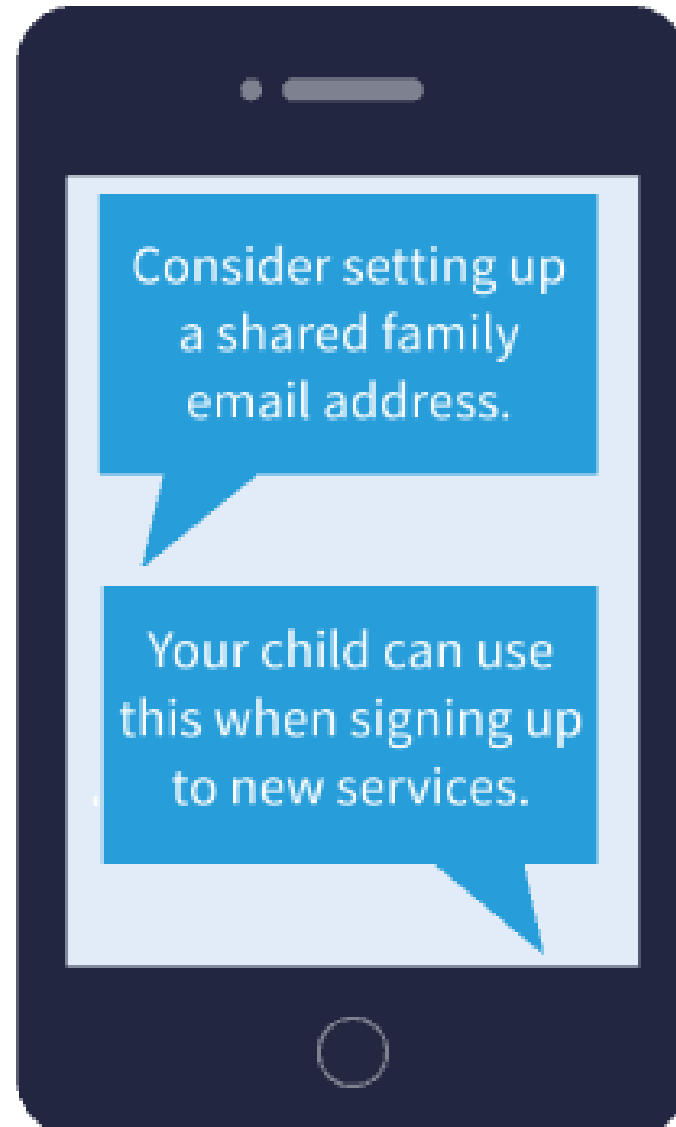 Consider setting up
a shared family
email address.
Your child can use
this when signing up
to new services.